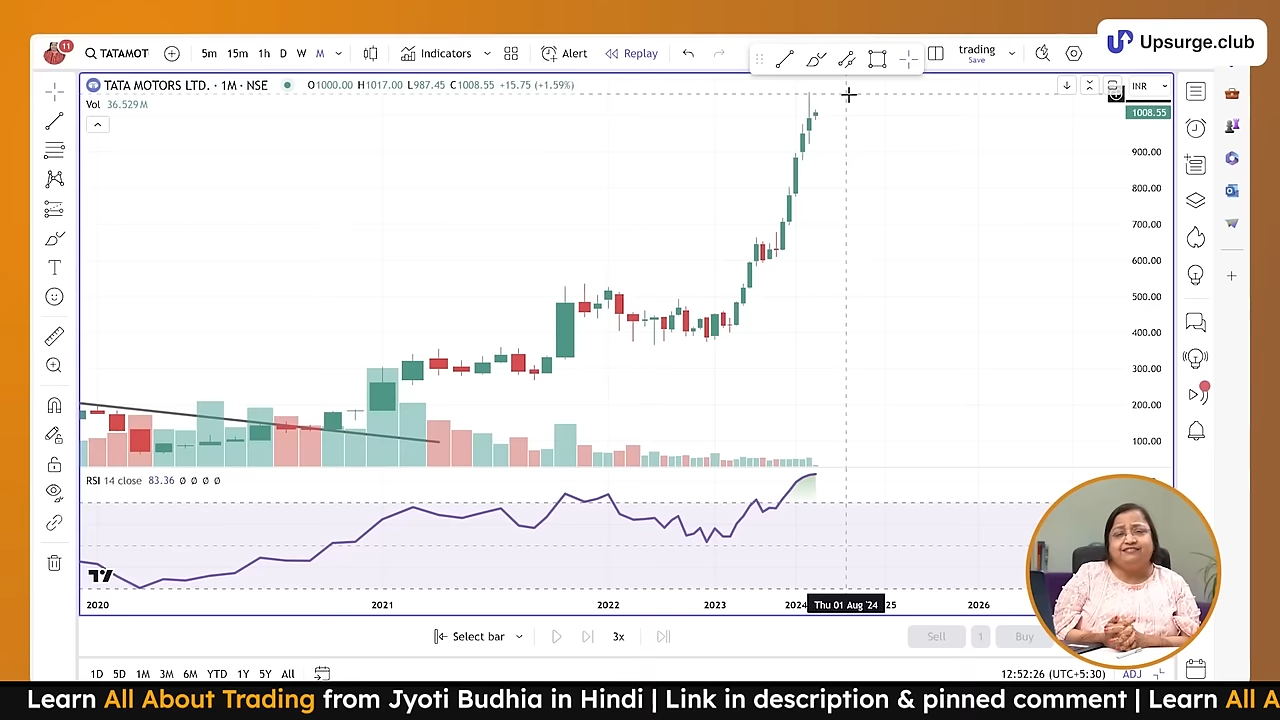 Upsurge.club
11
TATAMOT
5m 15m 1h D W M
Indicators
Alert
Replay
trading
Save
TATA MOTORS LTD. · 1M · NSE
O1000.00 H1017.00 L987.45 C1008.55 +15.75 (+1.59%)
INR
Vol 36.529M
1008.55
900.00
800.00
700.00
600.00
500.00
400.00
300.00
200.00
100.00
RSI 14 close 83.36 ø ø ø ø
2020 2021 2022 2023 2024 Thu 01 Aug '24 25 2026
Select bar
3x
Sell 1 Buy
1D 5D 1M 3M 6M YTD 1Y 5Y All
12:52:26 (UTC+5:30) ADJ
Learn All About Trading from Jyoti Budhia in Hindi | Link in description & pinned comment | Learn All A